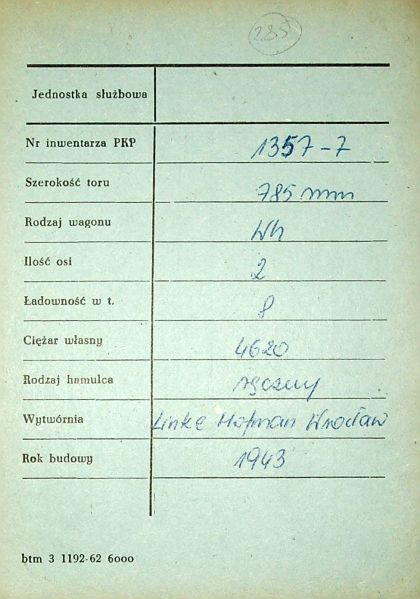 285
Jednostka służbowa
Nr inwentarza PKP 1357-7
Szerokość toru 785 mm
Rodzaj wagonu Wh
Ilość osi 2
Ładowność w t. 8
Ciężar własny 4620
Rodzaj hamulca ręczny
Wytwórnia Linke Hofman Wrocław
Rok budowy 1943
btm 3 1192-62 6000